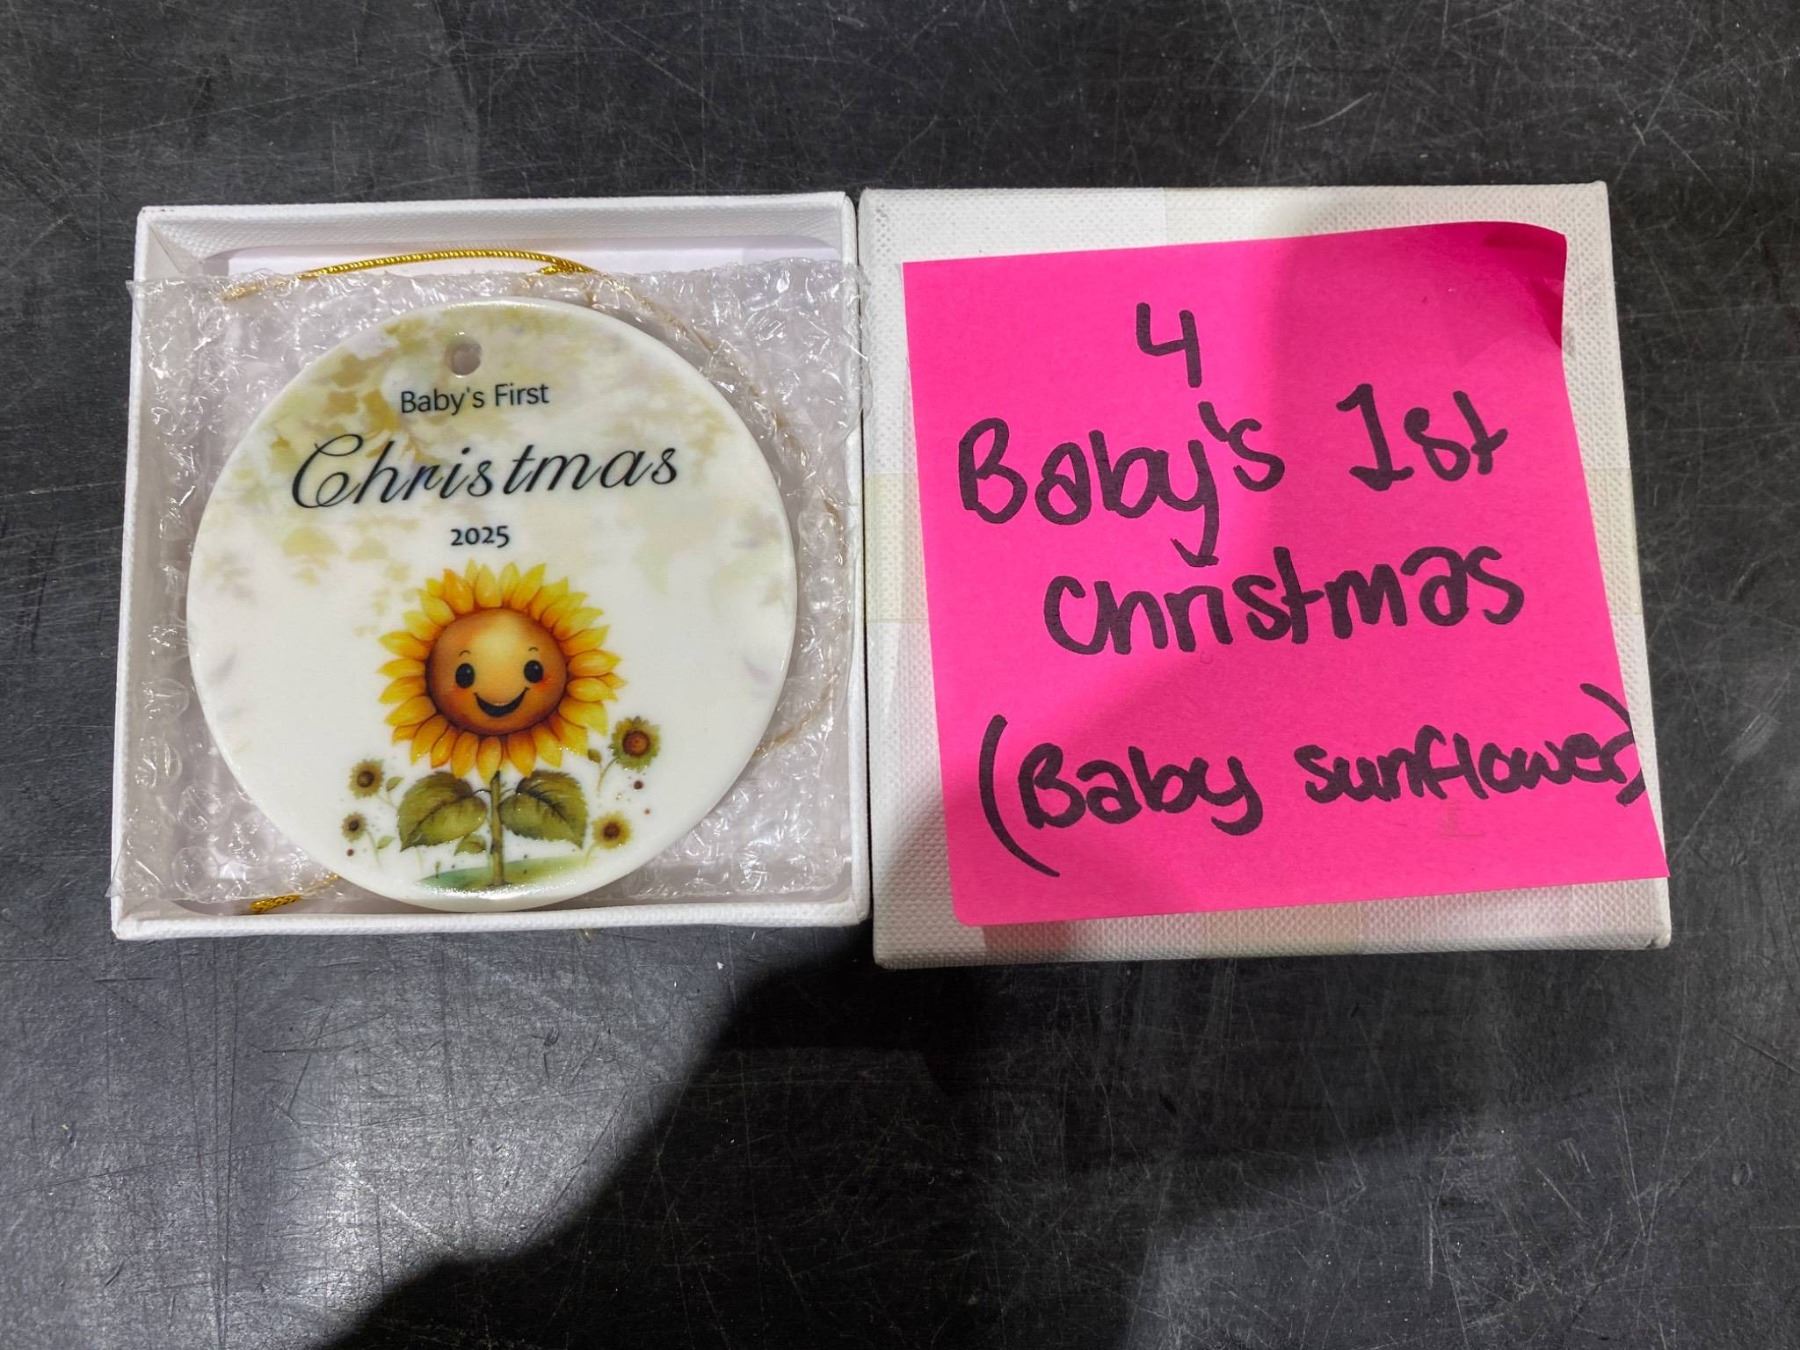 Baby's First
Christmas
2025
4
Baby's 1st
Christmas
(Baby sunflower)